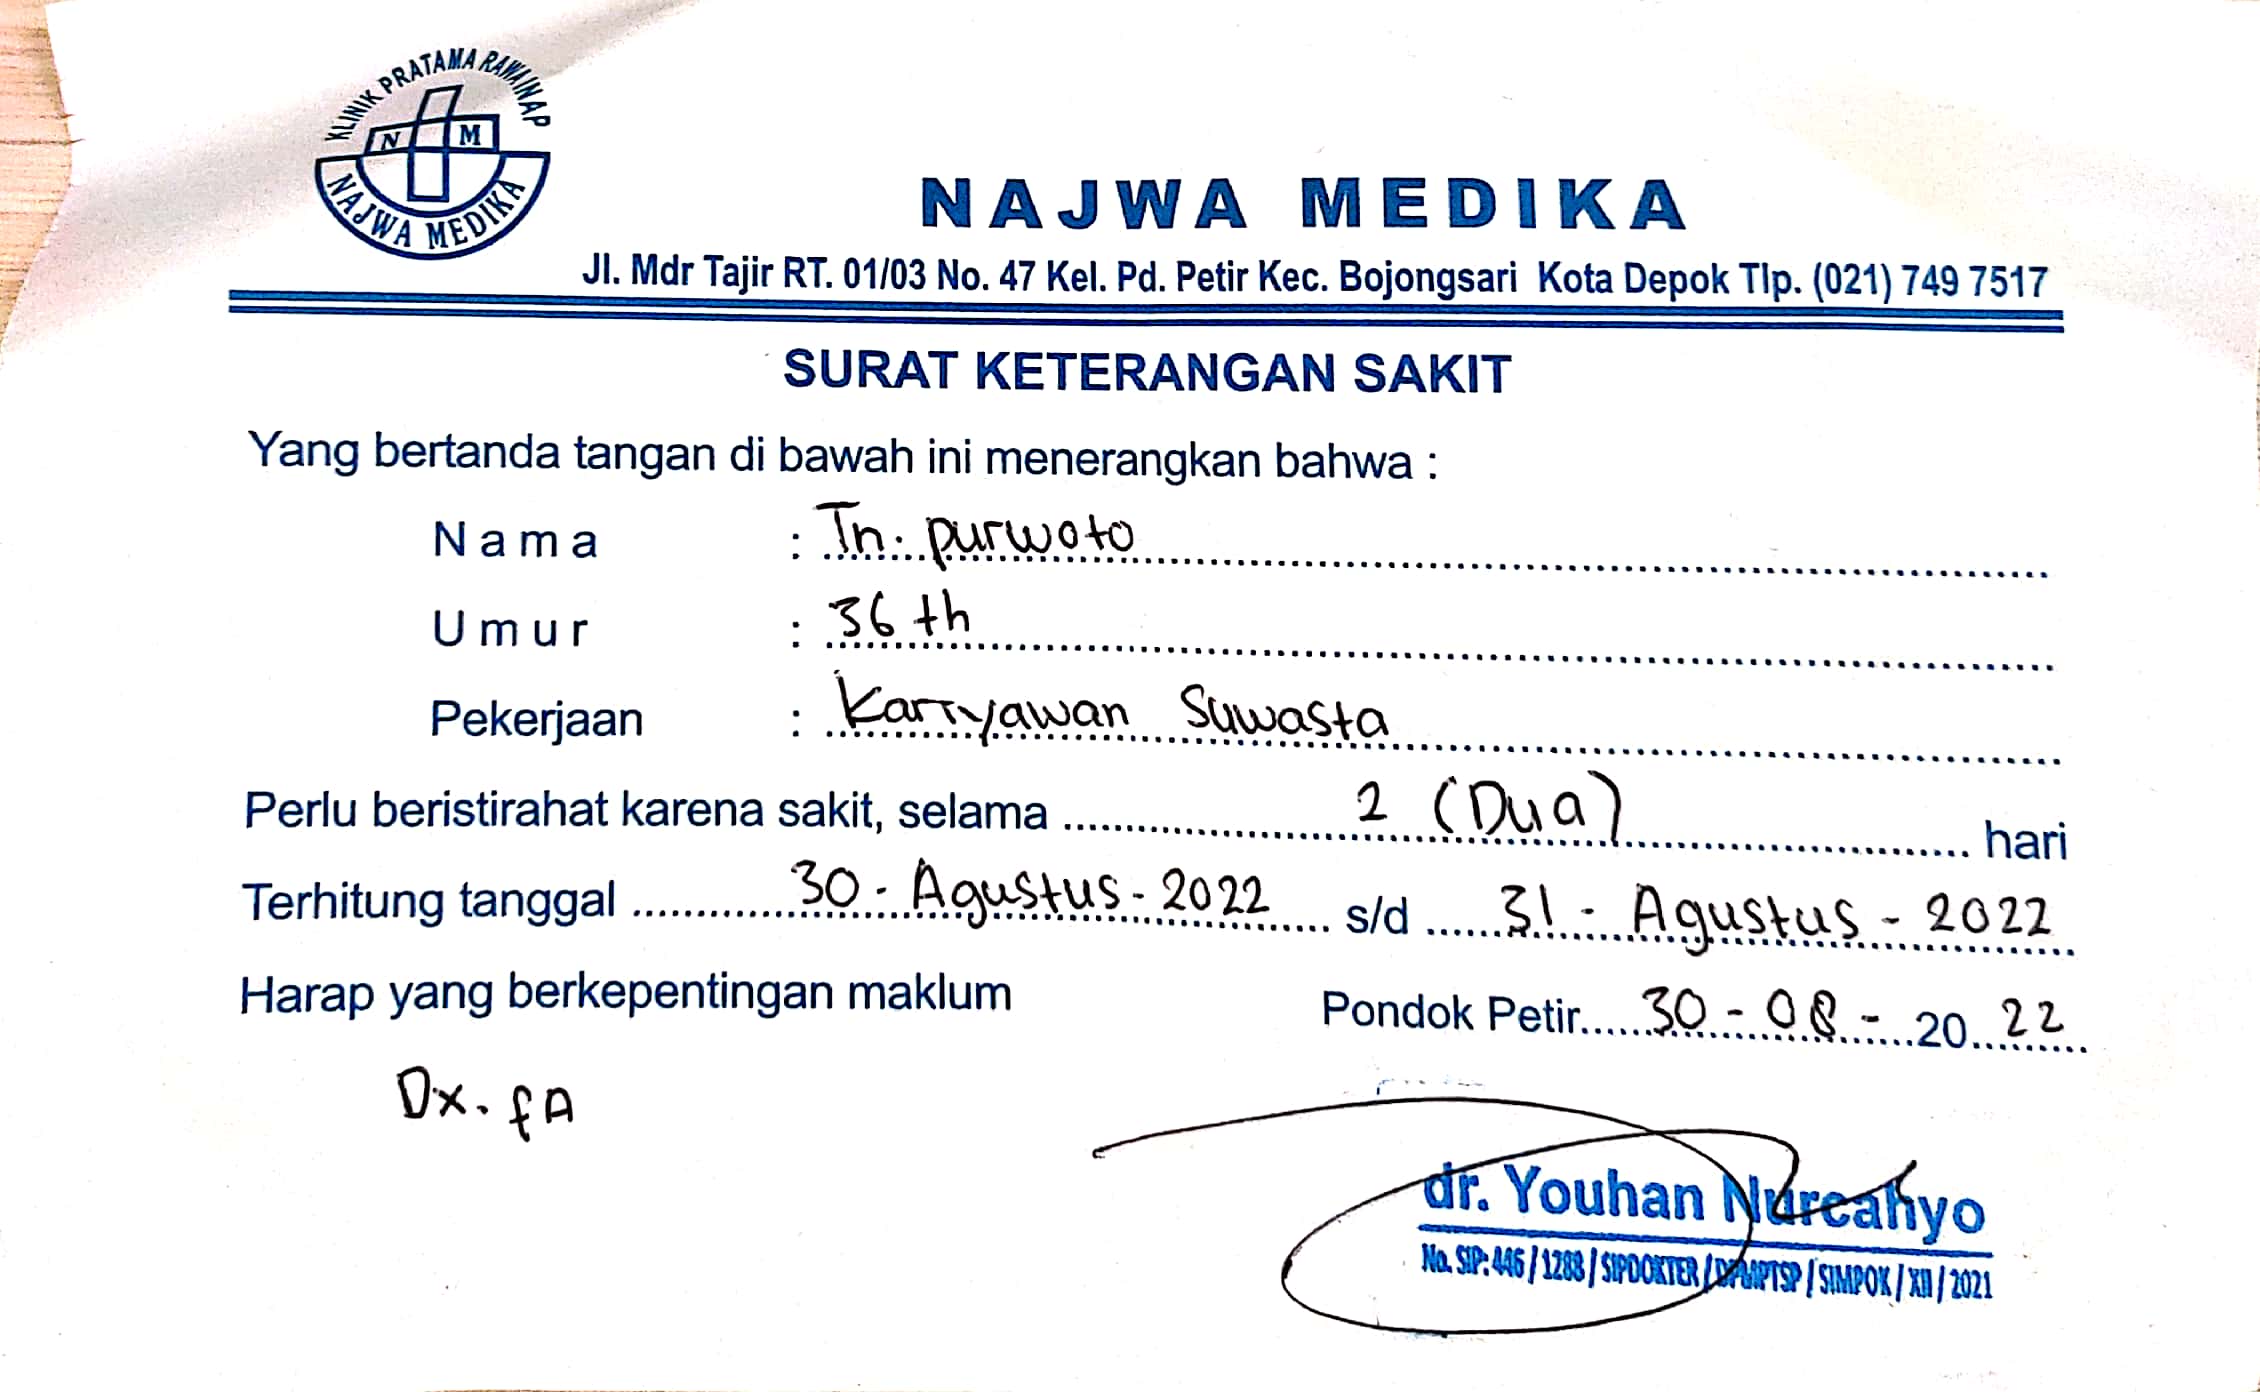 KLINIK PRATAMA RAWAINAP
N M
NAJWA MEDIKA
NAJWA MEDIKA
Jl. Mdr Tajir RT. 01/03 No. 47 Kel. Pd. Petir Kec. Bojongsari Kota Depok Tlp. (021) 749 7517
SURAT KETERANGAN SAKIT
Yang bertanda tangan di bawah ini menerangkan bahwa :
Nama : Tn. purwoto
Umur : 36 th
Pekerjaan : Karryawan Suwasta
Perlu beristirahat karena sakit, selama 2 (Dua) hari
Terhitung tanggal 30 - Agustus - 2022 s/d 31 - Agustus - 2022
Harap yang berkepentingan maklum
Pondok Petir 30 - 08 - 20 22
Dx. fA
dr. Youhan Nurcahyo
No. SIP: 446 / 1288 / SIPDOKTER / DPMPTSP / SIMPOK / XII / 2021